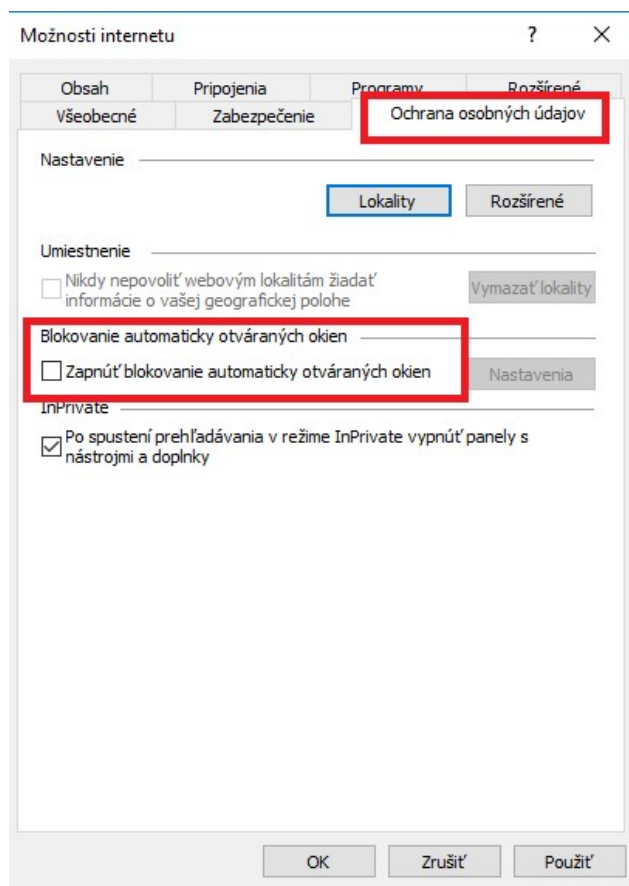 Možnosti internetu
Obsah Pripojenia Programy Rozšírené
Všeobecné Zabezpečenie Ochrana osobných údajov
Nastavenie
Lokality Rozšírené
Umiestnenie
Nikdy nepovoliť webovým lokalitám žiadať
informácie o vašej geografickej polohe
Vymazať lokality
Blokovanie automaticky otváraných okien
Zapnúť blokovanie automaticky otváraných okien Nastavenia
InPrivate
Po spustení prehľadávania v režime InPrivate vypnúť panely s
nástrojmi a doplnky
OK Zrušiť Použiť